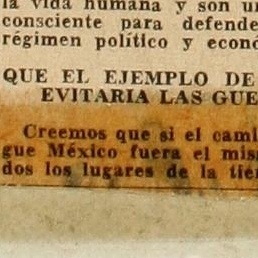 la vida humana y son u
consciente para defende
régimen político y econó
QUE EL EJEMPLO DE
EVITARIA LAS GUE
Creemos que si el cami
gue México fuera el mis
dos los lugares de la tie